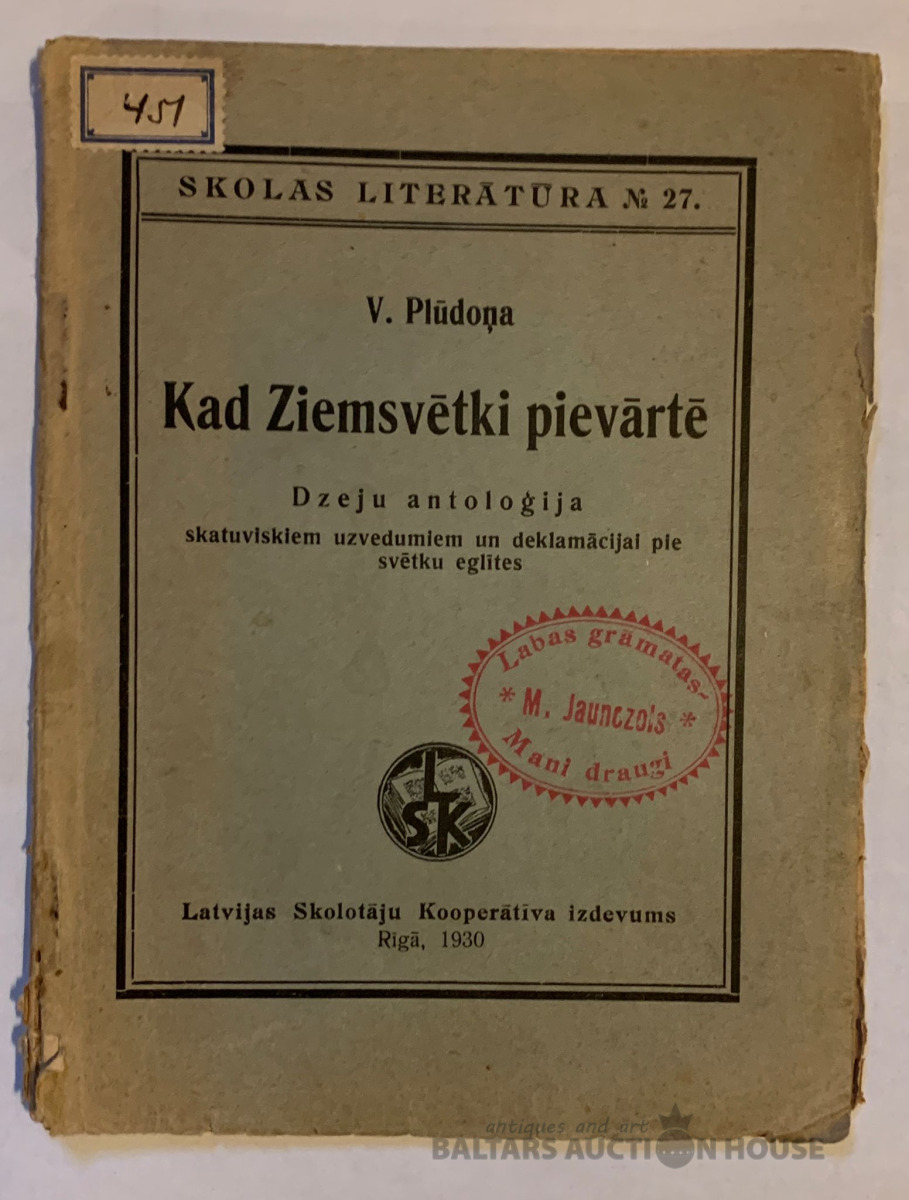 451
SKOLAS LITERĀTŪRA № 27.
V. Plūdoņa
Kad Ziemsvētki pievārtē
Dzeju antoloģija
skatuviskiem uzvedumiem un deklamācijai pie
svētku eglītes
Labas grāmatas-
* M. Jaunczols *
Mani draugi
LSK
Latvijas Skolotāju Kooperātīva izdevums
Rīgā, 1930
antiques and art
BALTARS AUCTION HOUSE